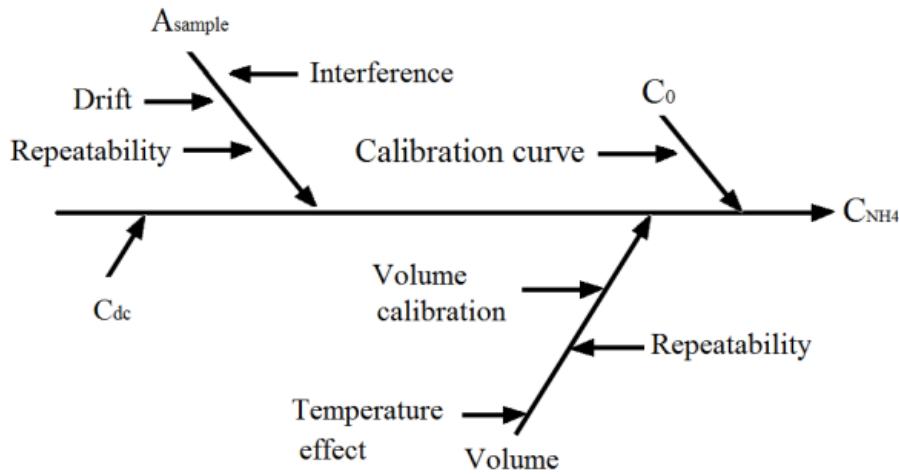 Asample
Interference
Drift
C0
Repeatability
Calibration curve
CNH4
Cdc
Volume
calibration
Repeatability
Temperature
effect
Volume